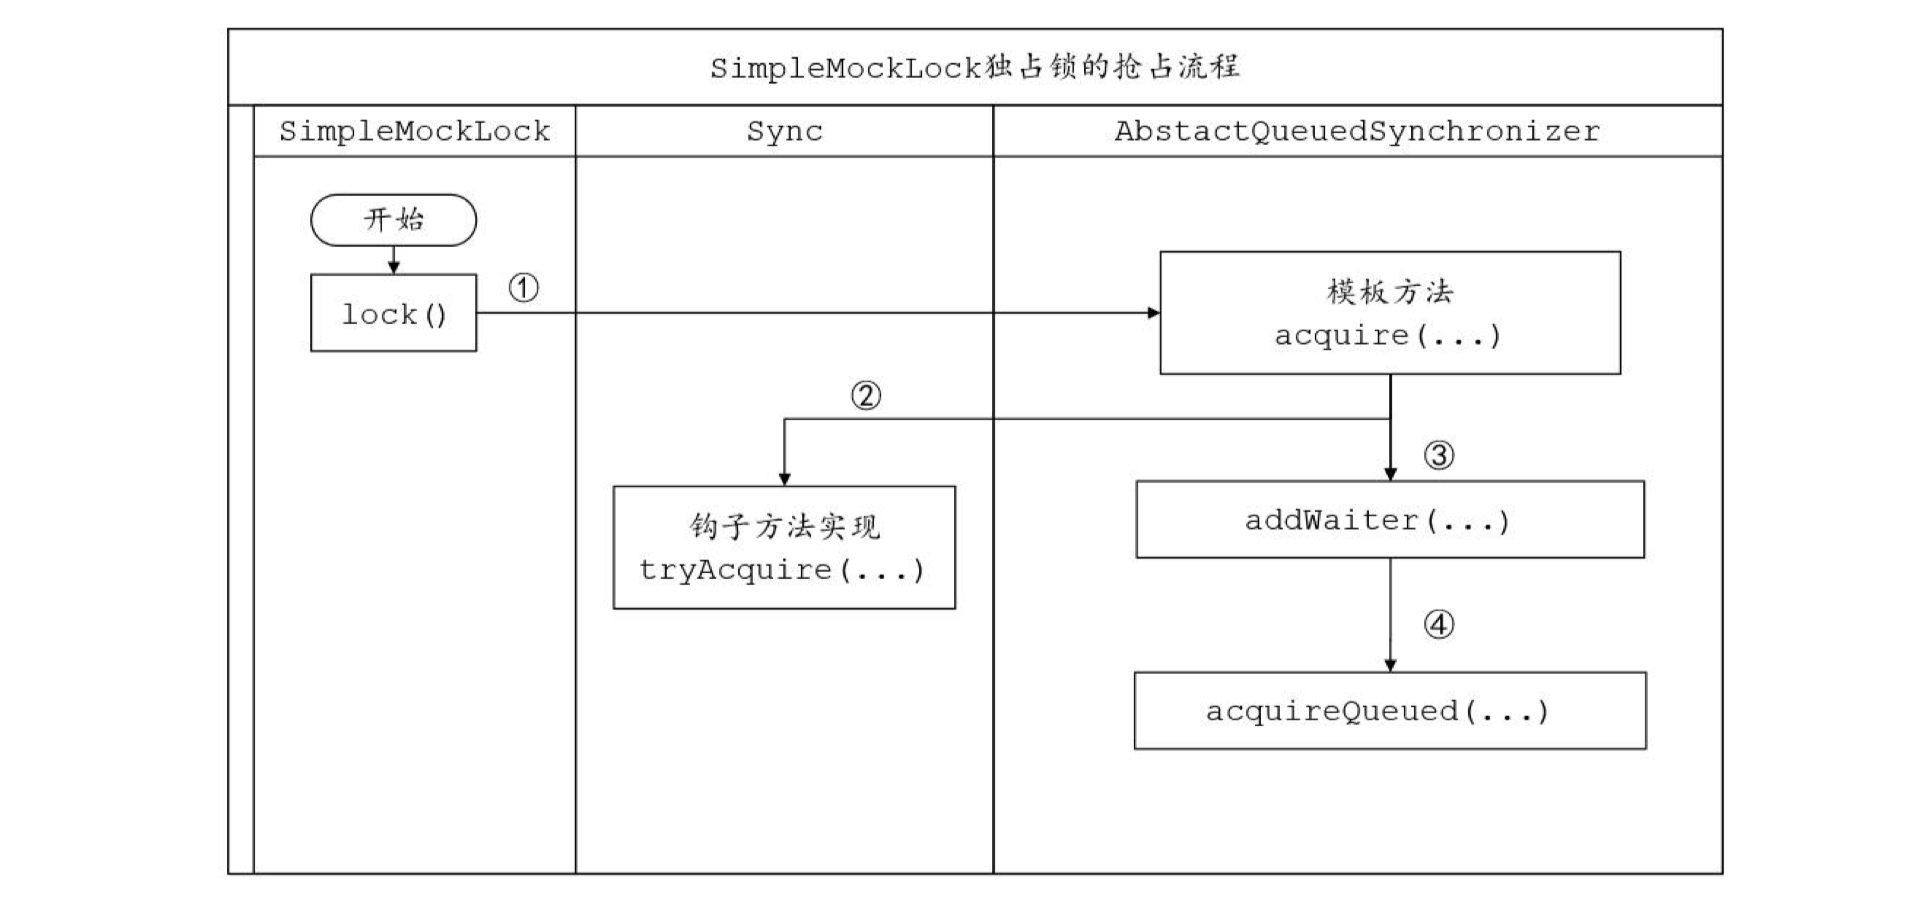 SimpleMockLock独占锁的抢占流程
SimpleMockLock
Sync
AbstactQueuedSynchronizer
开始
lock()
①
模板方法
acquire(...)
②
③
钩子方法实现
tryAcquire(...)
addWaiter(...)
④
acquireQueued(...)